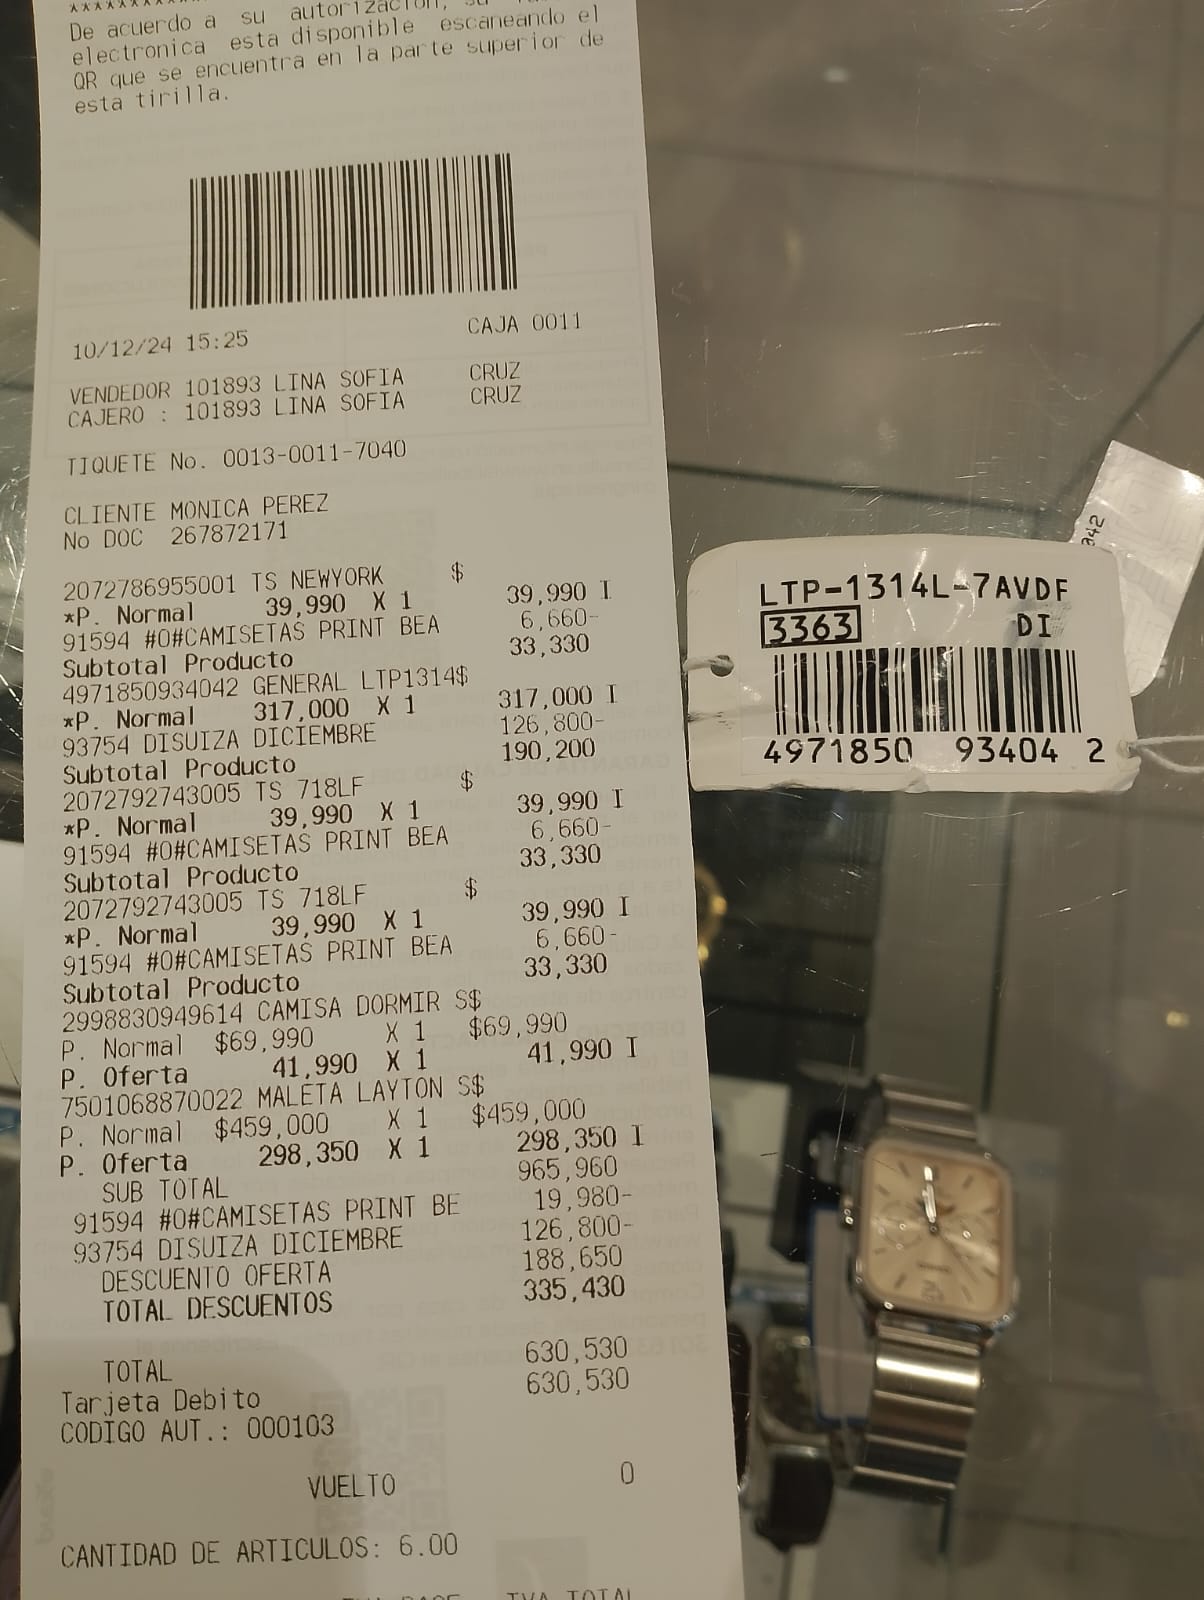 De acuerdo a su autorizacion, su
electronica esta disponible escaneando el
QR que se encuentra en la parte superior de
esta tirilla.
10/12/24 15:25 CAJA 0011
VENDEDOR 101893 LINA SOFIA CRUZ
CAJERO : 101893 LINA SOFIA CRUZ
TIQUETE No. 0013-0011-7040
CLIENTE MONICA PEREZ
No DOC 267872171
2072786955001 TS NEWYORK $
*P. Normal 39,990 X 1 39,990 I
91594 #O#CAMISETAS PRINT BEA 6,660-
Subtotal Producto 33,330
4971850934042 GENERAL LTP1314$
*P. Normal 317,000 X 1 317,000 I
93754 DISUIZA DICIEMBRE 126,800-
Subtotal Producto 190,200
2072792743005 TS 718LF $
*P. Normal 39,990 X 1 39,990 I
91594 #O#CAMISETAS PRINT BEA 6,660-
Subtotal Producto 33,330
2072792743005 TS 718LF $
*P. Normal 39,990 X 1 39,990 I
91594 #O#CAMISETAS PRINT BEA 6,660-
Subtotal Producto 33,330
2998830949614 CAMISA DORMIR S$
P. Normal $69,990 X 1 $69,990
P. Oferta 41,990 X 1 41,990 I
7501068870022 MALETA LAYTON S$
P. Normal $459,000 X 1 $459,000
P. Oferta 298,350 X 1 298,350 I
SUB TOTAL 965,960
91594 #O#CAMISETAS PRINT BE 19,980-
93754 DISUIZA DICIEMBRE 126,800-
DESCUENTO OFERTA 188,650
TOTAL DESCUENTOS 335,430
TOTAL 630,530
Tarjeta Debito 630,530
CODIGO AUT.: 000103
VUELTO 0
CANTIDAD DE ARTICULOS: 6.00
IVA TOTAL
LTP-1314L-7AVDF
3363 DI
4971850 93404 2
342